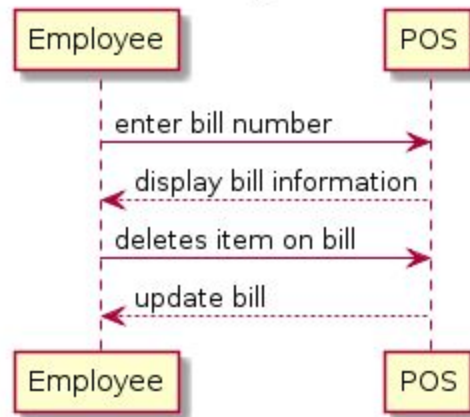 Employee POS
enter bill number
display bill information
deletes item on bill
update bill
Employee POS